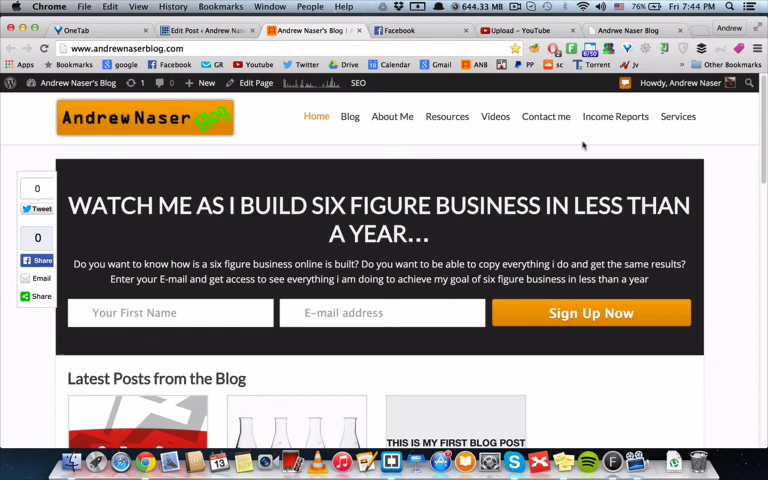 Chrome File Edit View History Bookmarks Window People Help 644.33 MB 76% Fri 7:44 PM
OneTab Edit Post ‹ Andrew Nas Andrew Naser's Blog | A Facebook Upload - YouTube Andrwe Naser Blog Andrew
www.andrewnaserblog.com
Apps Bookmarks google Facebook GR Youtube Amazon Drive Calendar Gmail ANB PP sc Torrent Jv » Other Bookmarks
Andrew Naser's Blog 1 0 + New Edit Page SEO Howdy, Andrew Naser
Andrew Naser Blog
Home Blog About Me Resources Videos Contact me Income Reports Services
0
Tweet
0
Share
Email
Share
WATCH ME AS I BUILD SIX FIGURE BUSINESS IN LESS THAN
A YEAR...
Do you want to know how is a six figure business online is built? Do you want to be able to copy everything i do and get the same results?
Enter your E-mail and get access to see everything i am doing to achieve my goal of six figure business in less than a year
Your First Name E-mail address Sign Up Now
Latest Posts from the Blog
THIS IS MY FIRST BLOG POST